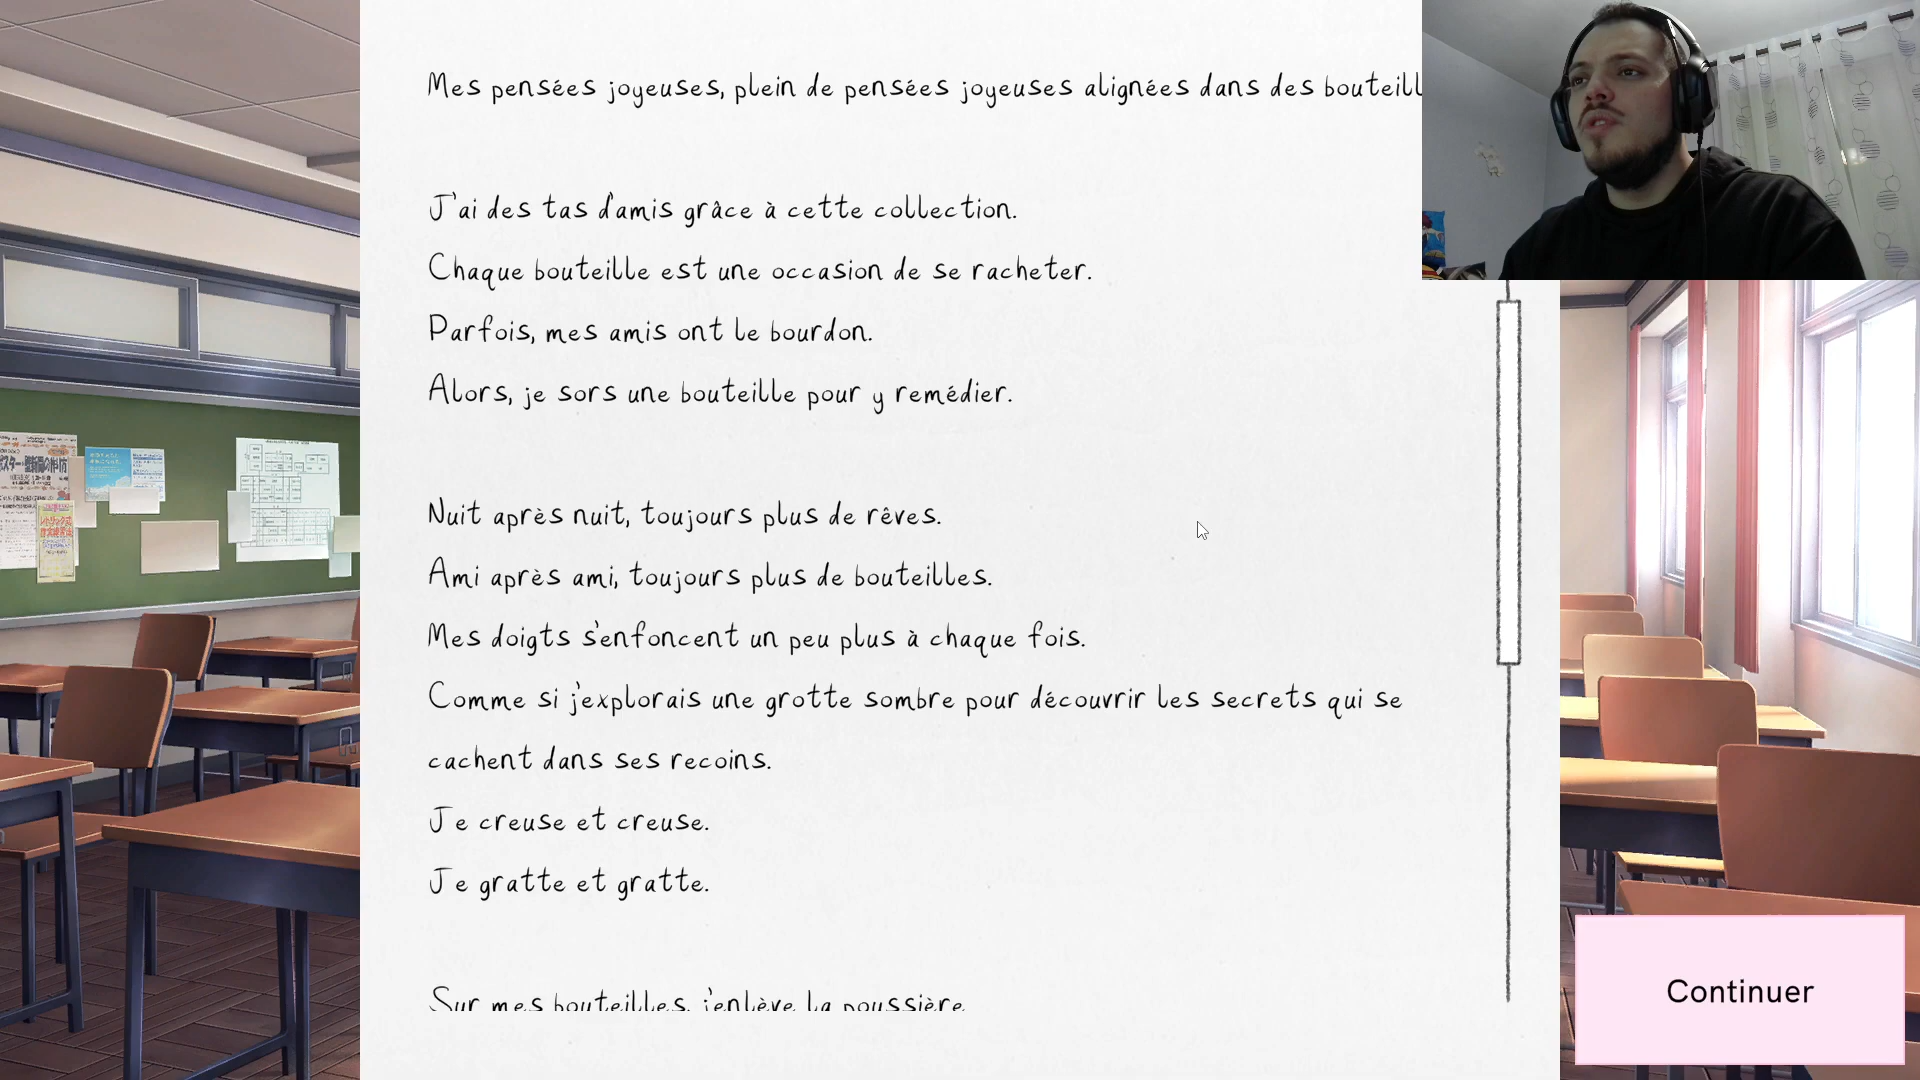 Mes pensées joyeuses, plein de pensées joyeuses alignées dans des
J'ai des tas d'amis grâce à cette collection.
Chaque bouteille est une occasion de se racheter.
Parfois, mes amis ont le bourdon.
Alors, je sors une bouteille pour y remédier.
Nuit après nuit, toujours plus de rêves.
Ami après ami, toujours plus de bouteilles.
Mes doigts s'enfoncent un peu plus à chaque fois.
Comme si j'explorais une grotte sombre pour découvrir les secrets qui se
cachent dans ses recoins.
Je creuse et creuse.
Je gratte et gratte.
Sur mes bouteilles, j'enlève la poussière.
Continuer